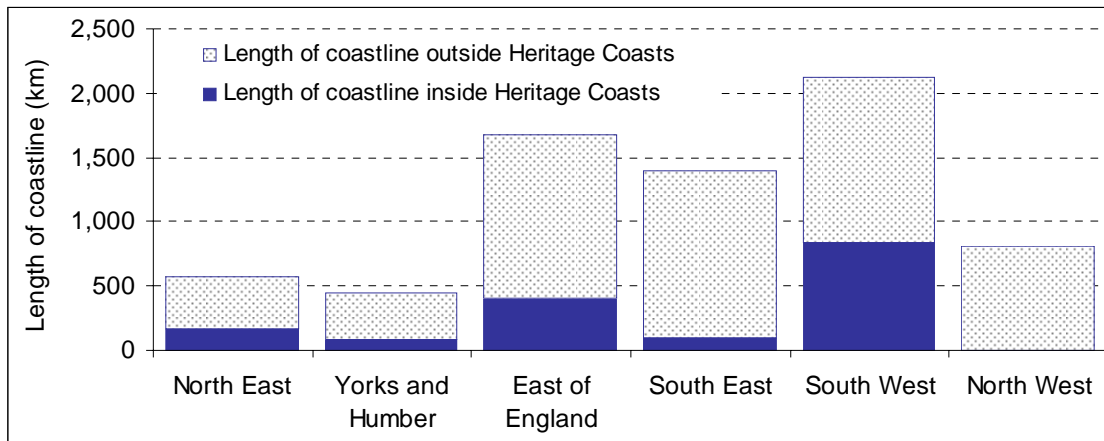 Length of coastline (km)
2,500
2,000
1,500
1,000
500
0
Length of coastline outside Heritage Coasts
Length of coastline inside Heritage Coasts
North East
Yorks and
Humber
East of
England
South East
South West
North West